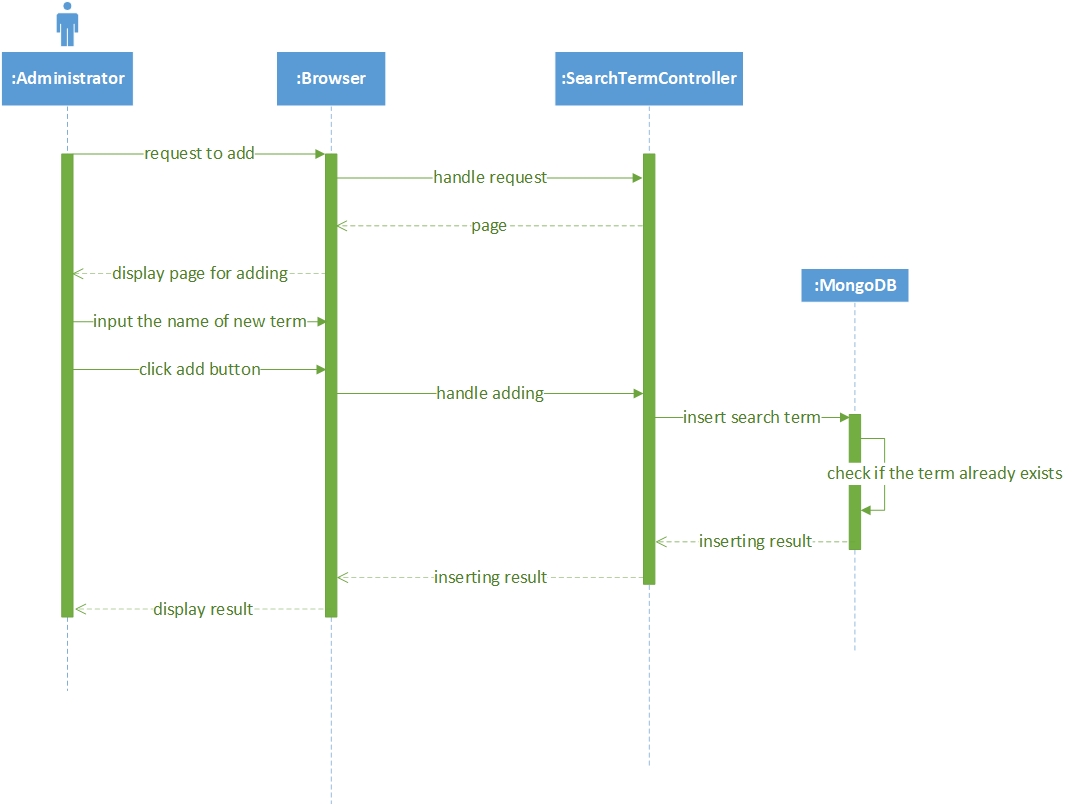 :Administrator
:Browser
:SearchTermController
request to add
handle request
page
display page for adding
:MongoDB
input the name of new term
click add button
handle adding
insert search term
check if the term already exists
inserting result
inserting result
display result